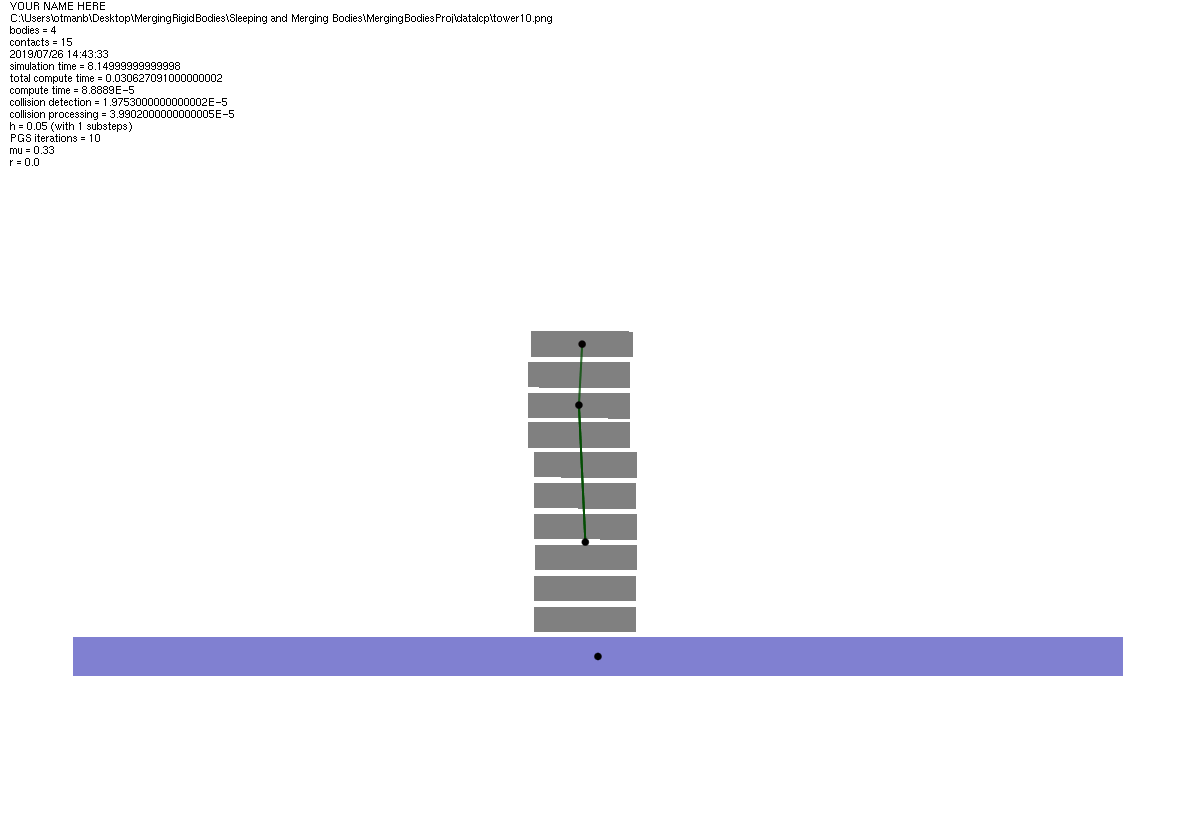 YOUR NAME HERE
C:\Users\otmanb\Desktop\MergingRigidBodies\Sleeping and Merging Bodies\MergingBodiesProj\datalcp\tower10.png
bodies = 4
contacts = 15
2019/07/26 14:43:33
simulation time = 8.14999999999998
total compute time = 0.030627091000000002
compute time = 8.8889E-5
collision detection = 1.9753000000000002E-5
collision processing = 3.9902000000000005E-5
h = 0.05 (with 1 substeps)
PGS iterations = 10
mu = 0.33
r = 0.0